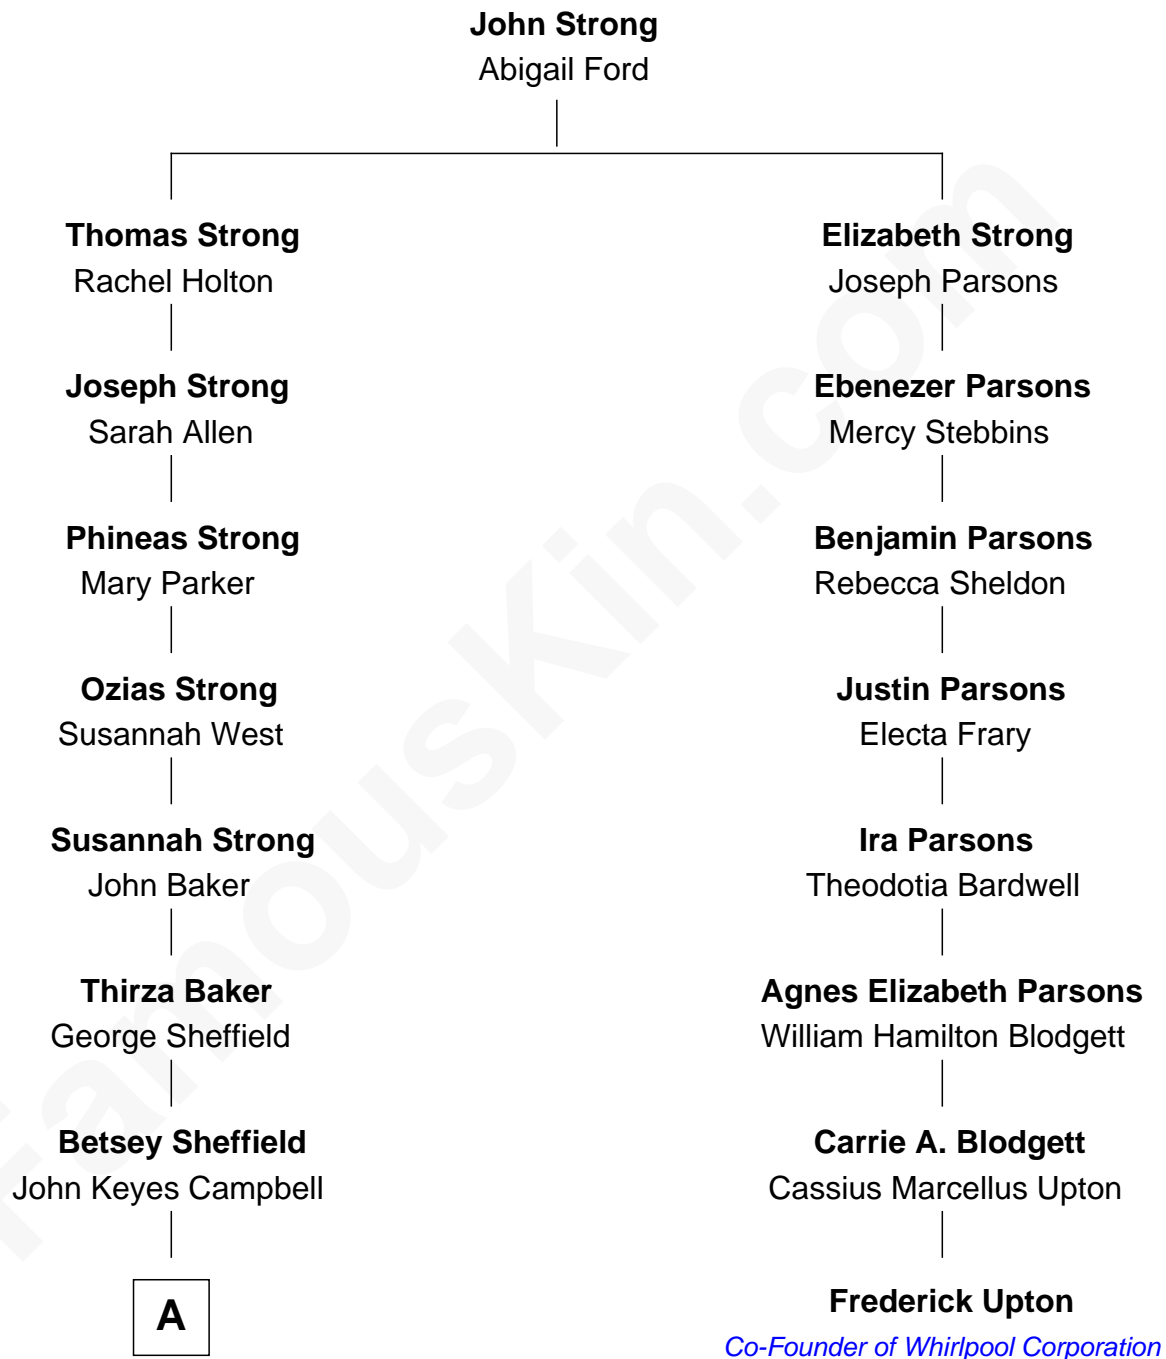 John Strong
Abigail Ford
Thomas Strong
Rachel Holton
Elizabeth Strong
Joseph Parsons
Joseph Strong
Sarah Allen
Ebenezer Parsons
Mercy Stebbins
Phineas Strong
Mary Parker
Benjamin Parsons
Rebecca Sheldon
Ozias Strong
Susannah West
Justin Parsons
Electa Frary
Susannah Strong
John Baker
Ira Parsons
Theodotia Bardwell
Thirza Baker
George Sheffield
Agnes Elizabeth Parsons
William Hamilton Blodgett
Betsey Sheffield
John Keyes Campbell
Carrie A. Blodgett
Cassius Marcellus Upton
A
Frederick Upton
Co-Founder of Whirlpool Corporation
FamousKin.com